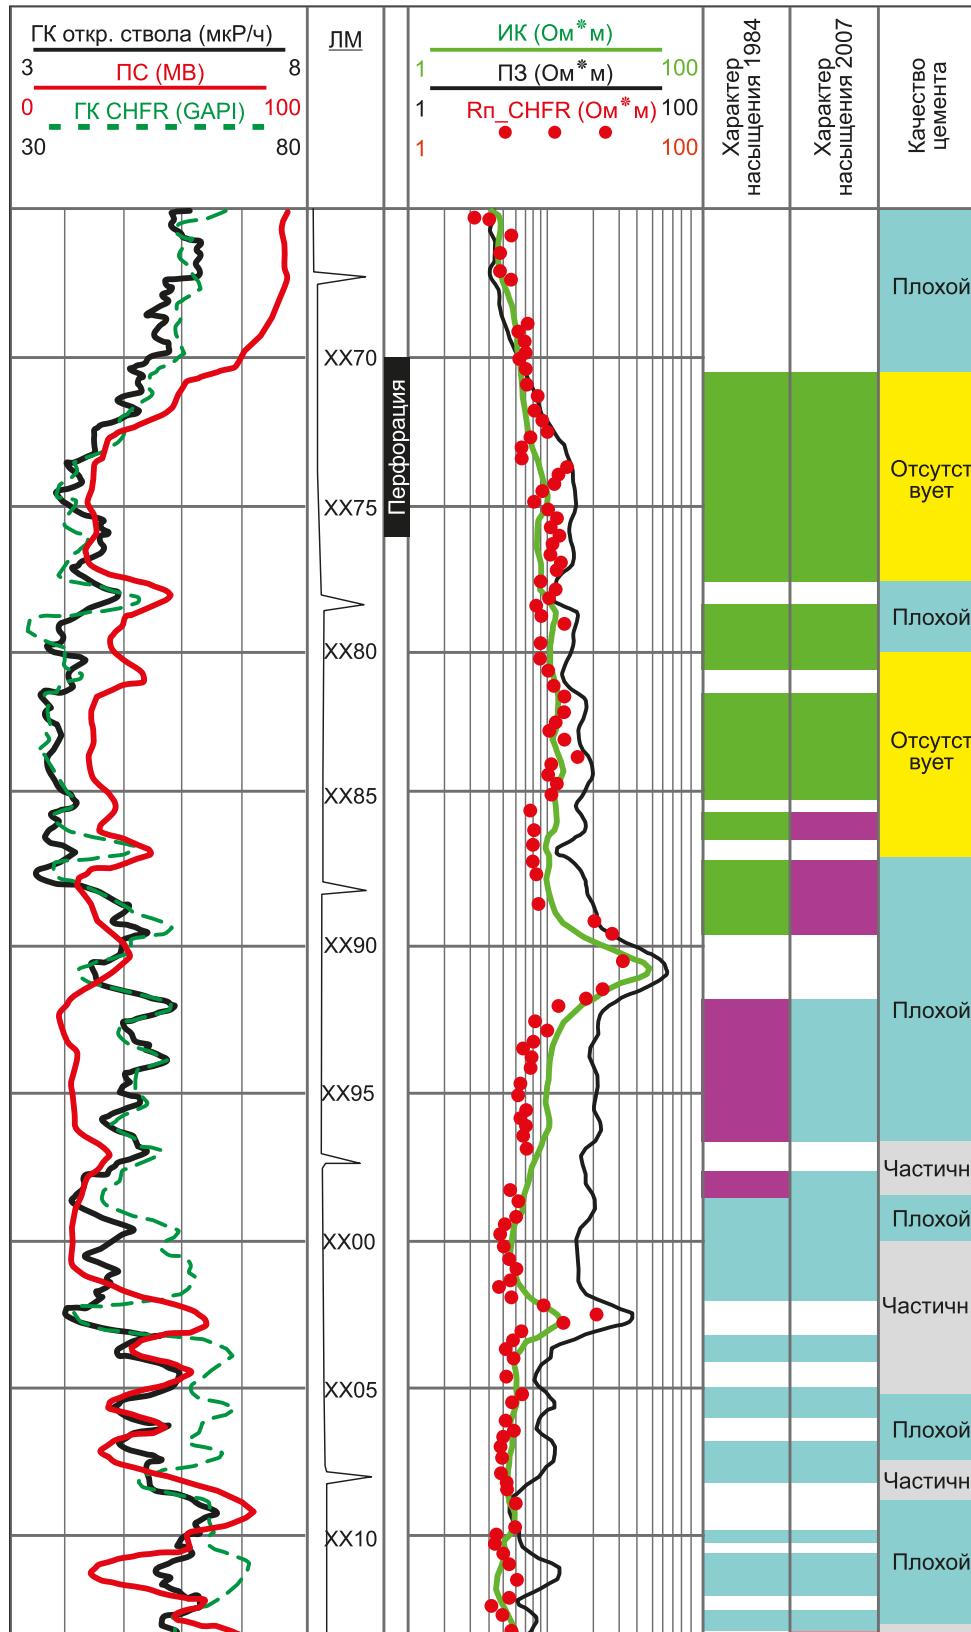 ГК откр. ствола (мкР/ч)
3 8
ПС (МВ)
0 100
ГК CHFR (GAPI)
30 80
ЛМ
ИК (Ом*м)
1 100
ПЗ (Ом*м)
1 100
Rп_CHFR (Ом*м)
1 100
Характер
насыщения 1984
Характер
насыщения 2007
Качество
цемента
Перфорация
XX70
XX75
XX80
XX85
XX90
XX95
XX00
XX05
XX10
Плохой
Отсутст
вует
Плохой
Отсутст
вует
Плохой
Частичн
Плохой
Частичн
Плохой
Частичн
Плохой